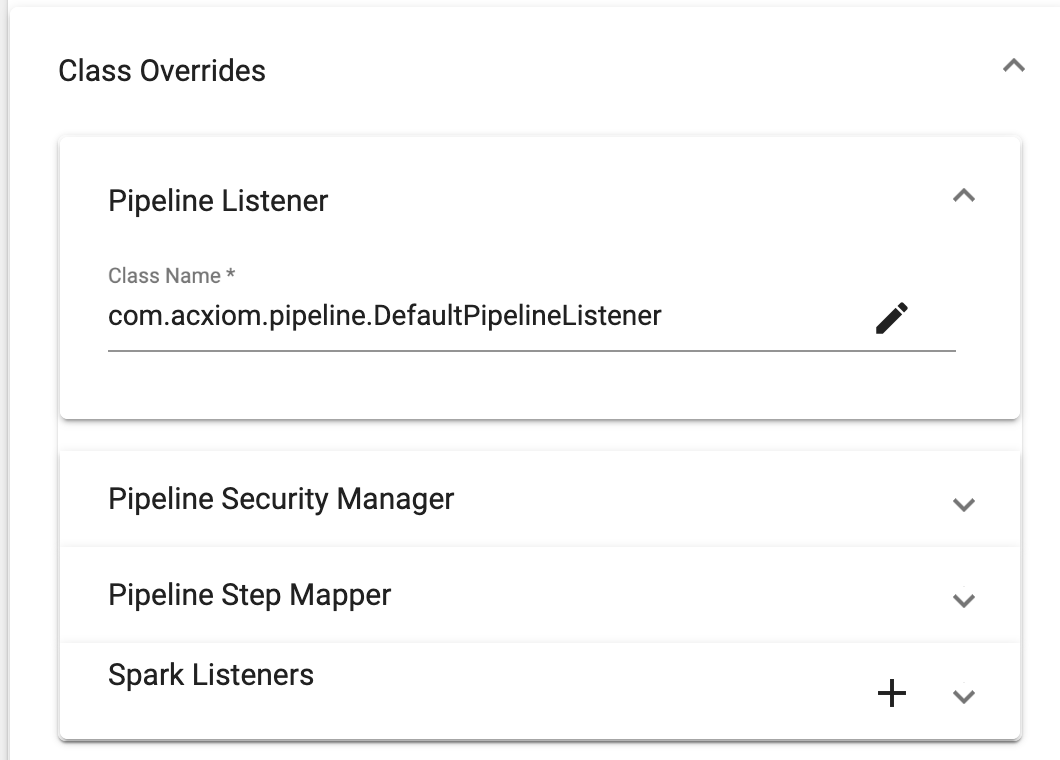 Class Overrides
Pipeline Listener
Class Name *
com.acxiom.pipeline.DefaultPipelineListener
Pipeline Security Manager
Pipeline Step Mapper
Spark Listeners